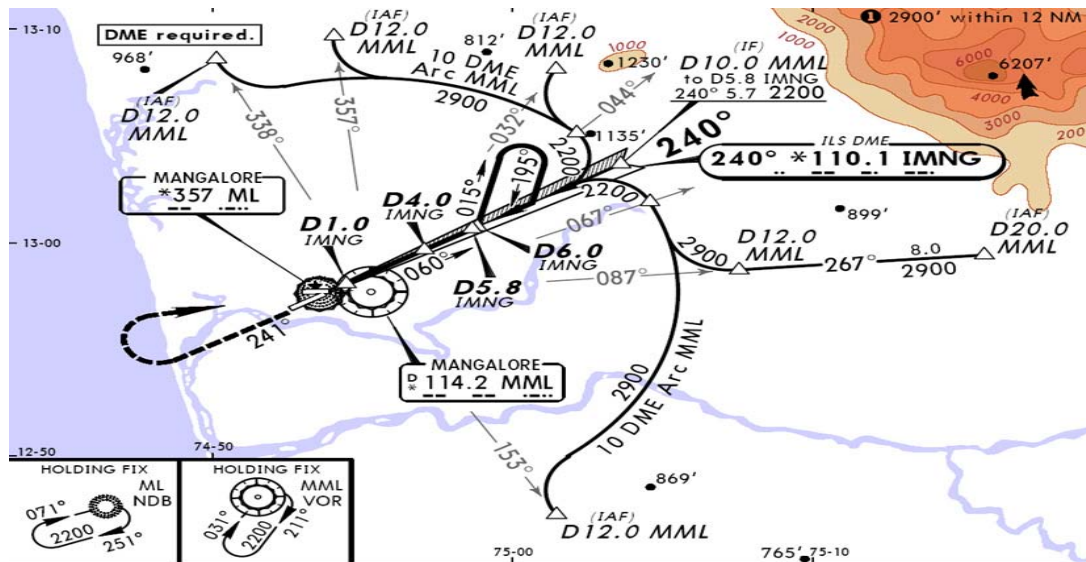 13-10
DME required.
968'
(IAF)
D12.0
MML
(IAF)
D12.0
MML
10 DME
Arc MML
2900
812'
(IAF)
D12.0
MML
1000
1230'
(IF)
D10.0 MML
to D5.8 IMNG
240° 5.7 2200
1 2900' within 12 NM
1000
2000
6000
6207'
4000
3000
200
338°
357°
032°
044°
1135'
240°
ILS DME
240° *110.1 IMNG
MANGALORE
*357 ML
015°
195°
2200
2200
067°
899'
D1.0
IMNG
D4.0
IMNG
13-00
060°
D6.0
IMNG
D5.8
IMNG
087°
2900
D12.0
MML
267°
8.0
2900
(IAF)
D20.0
MML
241°
MANGALORE
D
* 114.2 MML
2900
10 DME Arc MML
153°
12-50
74-50
869'
(IAF)
D12.0 MML
75-00
765'
75-10
HOLDING FIX
ML
NDB
071°
2200
251°
HOLDING FIX
MML
VOR
031°
2200
211°